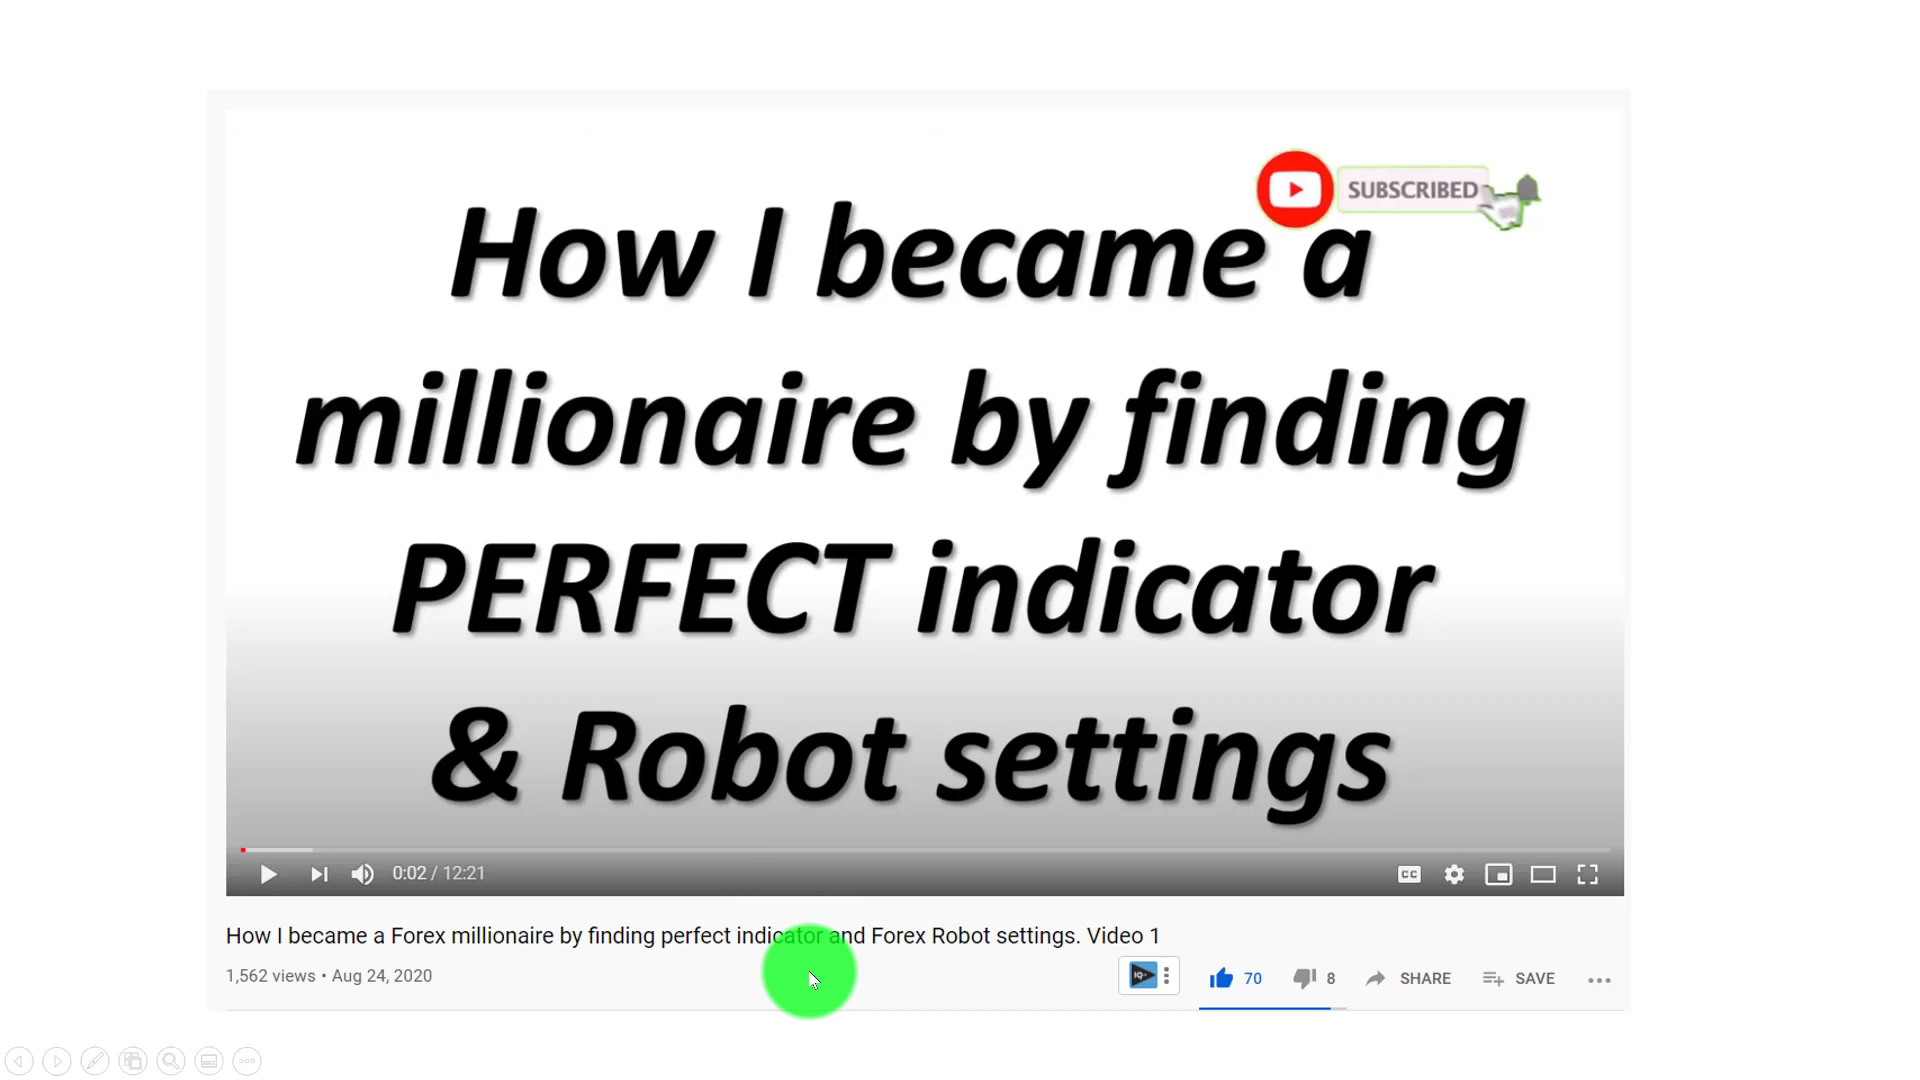 SUBSCRIBED
How I became a
millionaire by finding
PERFECT indicator
& Robot settings
0:02 / 12:21
CC
How I became a Forex millionaire by finding perfect indicator and Forex Robot settings. Video 1
1,562 views • Aug 24, 2020
IQ
70
8
SHARE
SAVE